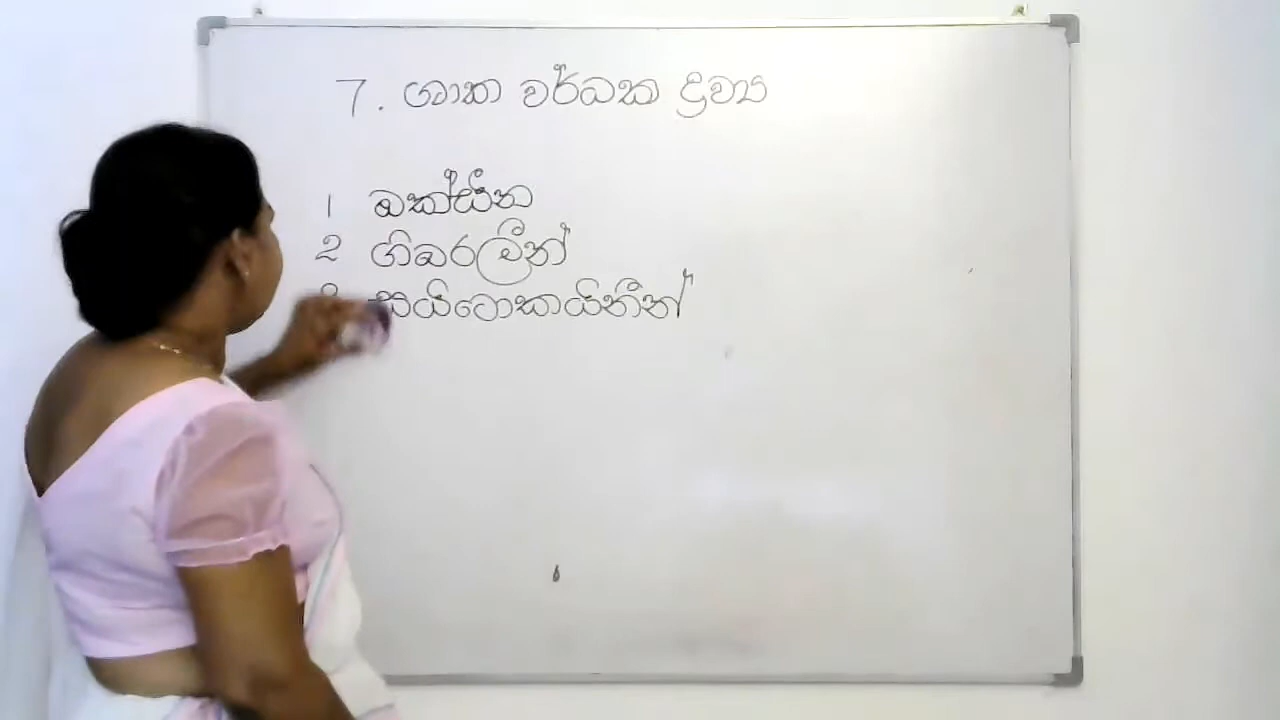 7. ශාක වර්ධක ද්‍රව්‍ය
1 ඔක්සීන
2 ගිබරලීන්
3 සයිටොකයිනීන්